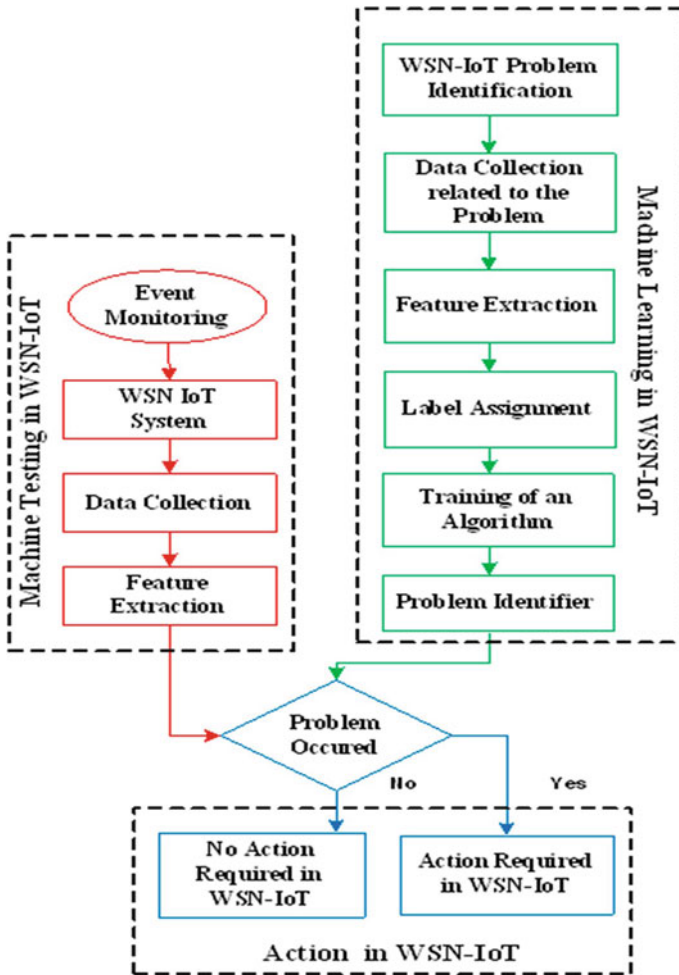 WSN-IoT Problem
Identification
Data Collection
related to the
Problem
Feature Extraction
Label Assignment
Training of an
Algorithm
Problem Identifier
Machine Learning in WSN-IoT
Machine Testing in WSN-IoT
Event
Monitoring
WSN IoT
System
Data Collection
Feature
Extraction
Problem
Occured
No
Yes
No Action
Required in
WSN-IoT
Action Required
in WSN-IoT
Action in WSN-IoT